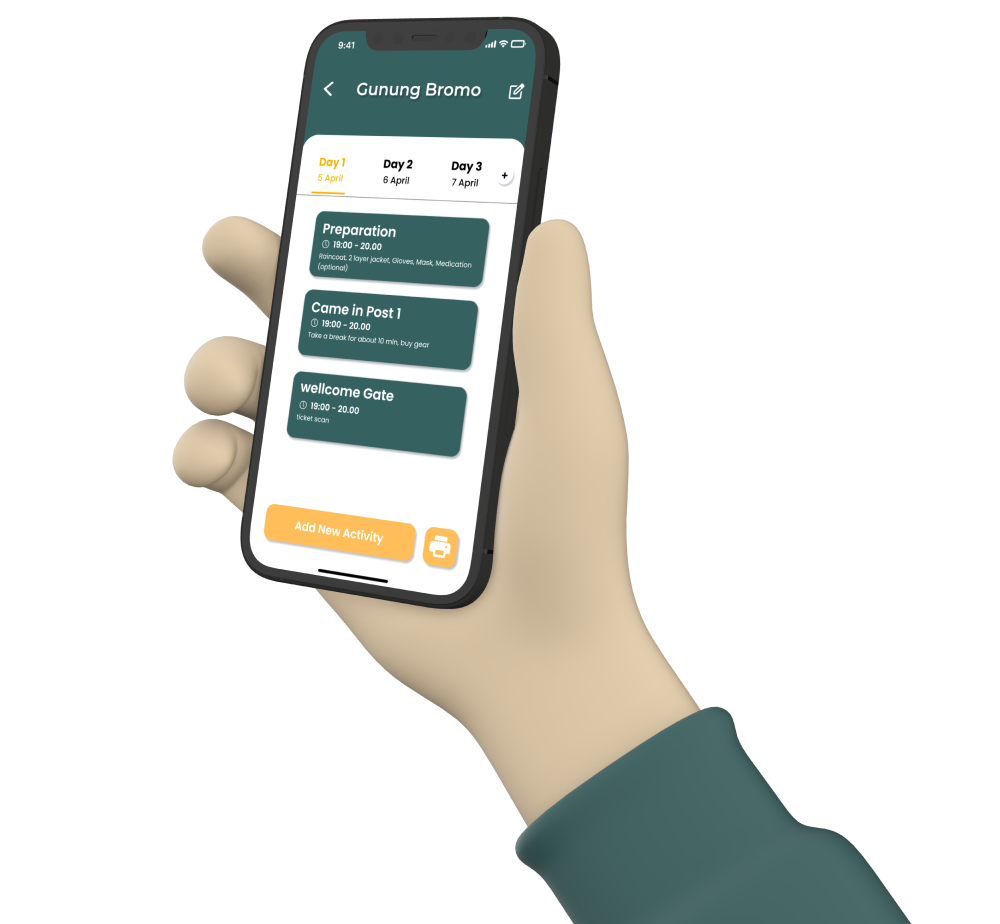 9:41
Gunung Bromo
Day 1
5 April
Day 2
6 April
Day 3
7 April
+
Preparation
19:00 - 20.00
Raincoat, 2 layer jacket, Gloves, Mask, Medication
(optional)
Came in Post 1
19:00 - 20.00
Take a break for about 10 min, buy gear
wellcome Gate
19:00 - 20.00
ticket scan
Add New Activity